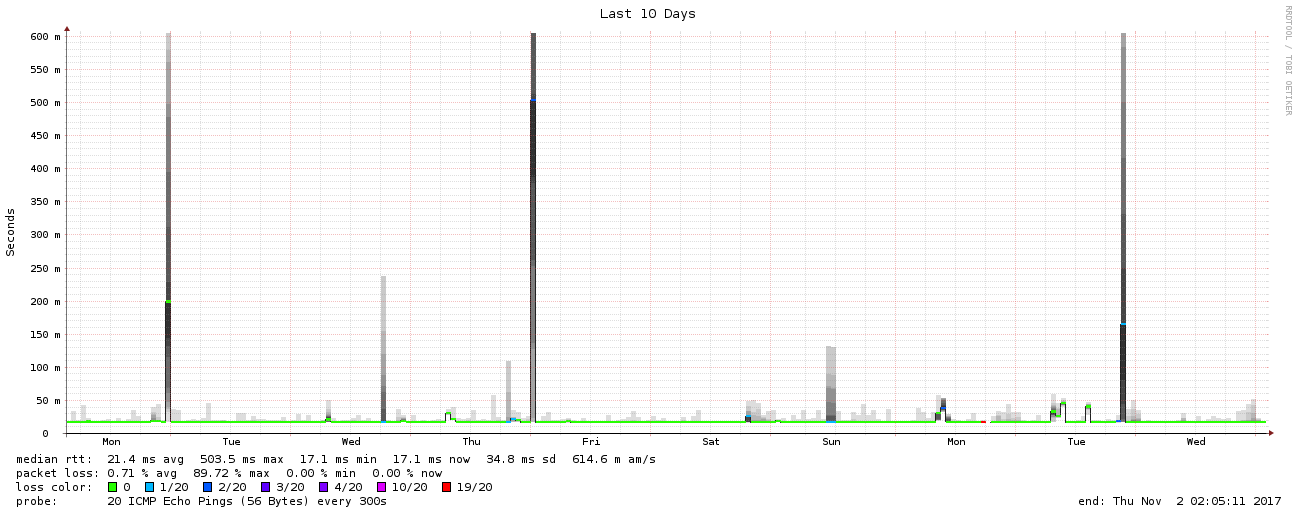 Last 10 Days
RRDTOOL / TOBI OETIKER
Seconds
600 m
550 m
500 m
450 m
400 m
350 m
300 m
250 m
200 m
150 m
100 m
50 m
0
Mon Tue Wed Thu Fri Sat Sun Mon Tue Wed
median rtt: 21.4 ms avg 503.5 ms max 17.1 ms min 17.1 ms now 34.8 ms sd 614.6 m am/s
packet loss: 0.71 % avg 89.72 % max 0.00 % min 0.00 % now
loss color: 0 1/20 2/20 3/20 4/20 10/20 19/20
probe: 20 ICMP Echo Pings (56 Bytes) every 300s end: Thu Nov 2 02:05:11 2017